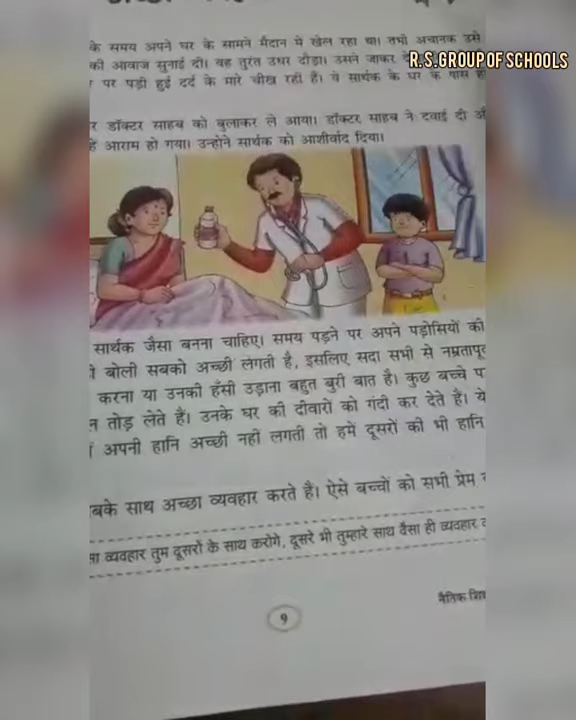 के समय अपने घर के सामने मैदान में खेल रहा था। तभी अचानक उसे
की आवाज सुनाई दी। वह तुरंत उधर दौड़ा। उसने जाकर
R.S.GROUP OF SCHOOLS
पर पड़ी हुई दर्द के मारे चीख रही हैं। वे सार्थक के घर के पास
र डॉक्टर साहब को बुलाकर ले आया। डॉक्टर साहब ने दवाई दी
आराम हो गया। उन्होंने सार्थक को आशीर्वाद दिया।
सार्थक जैसा बनना चाहिए। समय पड़ने पर अपने पड़ोसियों की
बोली सबको अच्छी लगती है, इसलिए सदा सभी से नम्रतापूर्
करना या उनकी हँसी उड़ाना बहुत बुरी बात है। कुछ बच्चे
तोड़ लेते हैं। उनके घर की दीवारों को गंदी कर देते हैं। ये
अपनी हानि अच्छी नहीं लगती तो हमें दूसरों की भी हानि
बके साथ अच्छा व्यवहार करते हैं। ऐसे बच्चों को सभी प्रेम
सा व्यवहार तुम दूसरों के साथ करोगे, दूसरे भी तुम्हारे साथ वैसा ही व्यवहार
नैतिक शि
9